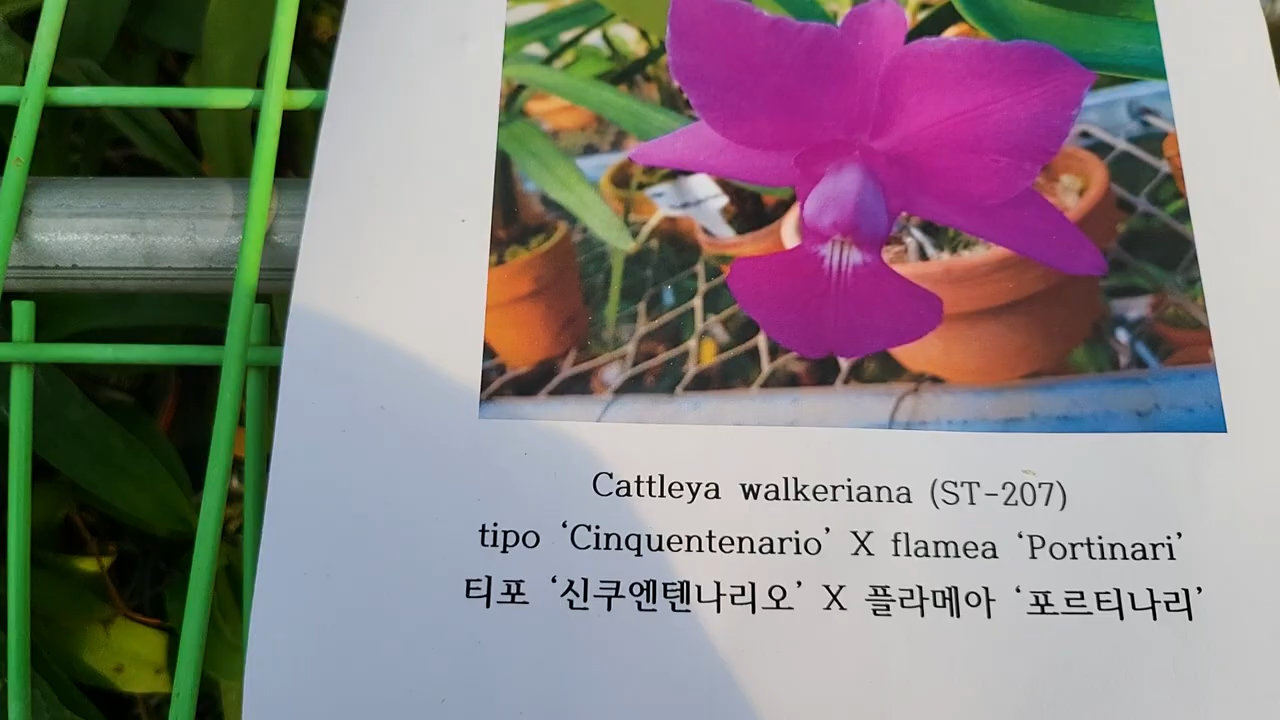 Cattleya walkeriana (ST-207)
tipo ‘Cinquentenario’ X flamea ‘Portinari’
티포 ‘신쿠엔텐나리오’ X 플라메아 ‘포르티나리’